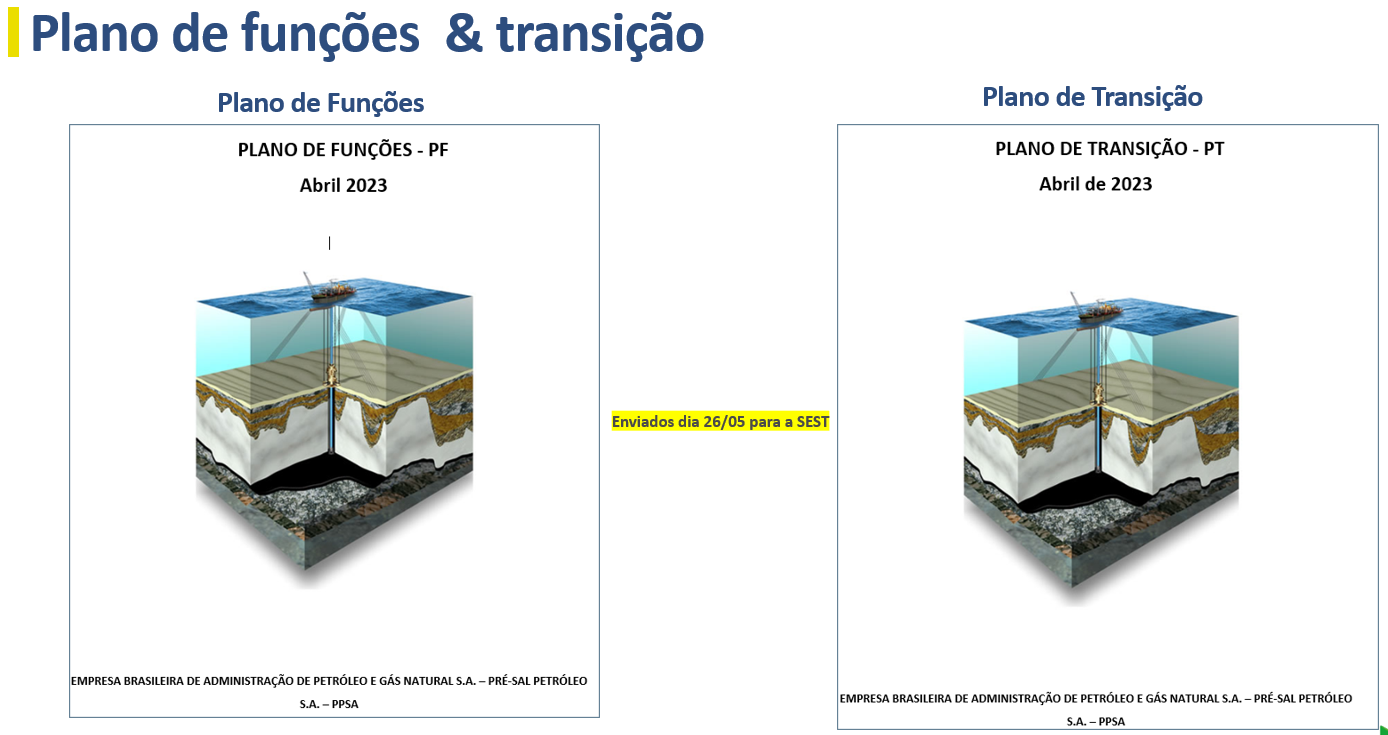 Plano de funções & transição
Plano de Funções
PLANO DE FUNÇÕES - PF
Abril 2023
EMPRESA BRASILEIRA DE ADMINISTRAÇÃO DE PETRÓLEO E GÁS NATURAL S.A. – PRÉ-SAL PETRÓLEO
S.A. – PPSA
Enviados dia 26/05 para a SEST
Plano de Transição
PLANO DE TRANSIÇÃO - PT
Abril de 2023
EMPRESA BRASILEIRA DE ADMINISTRAÇÃO DE PETRÓLEO E GÁS NATURAL S.A. – PRÉ-SAL PETRÓLEO
S.A. – PPSA